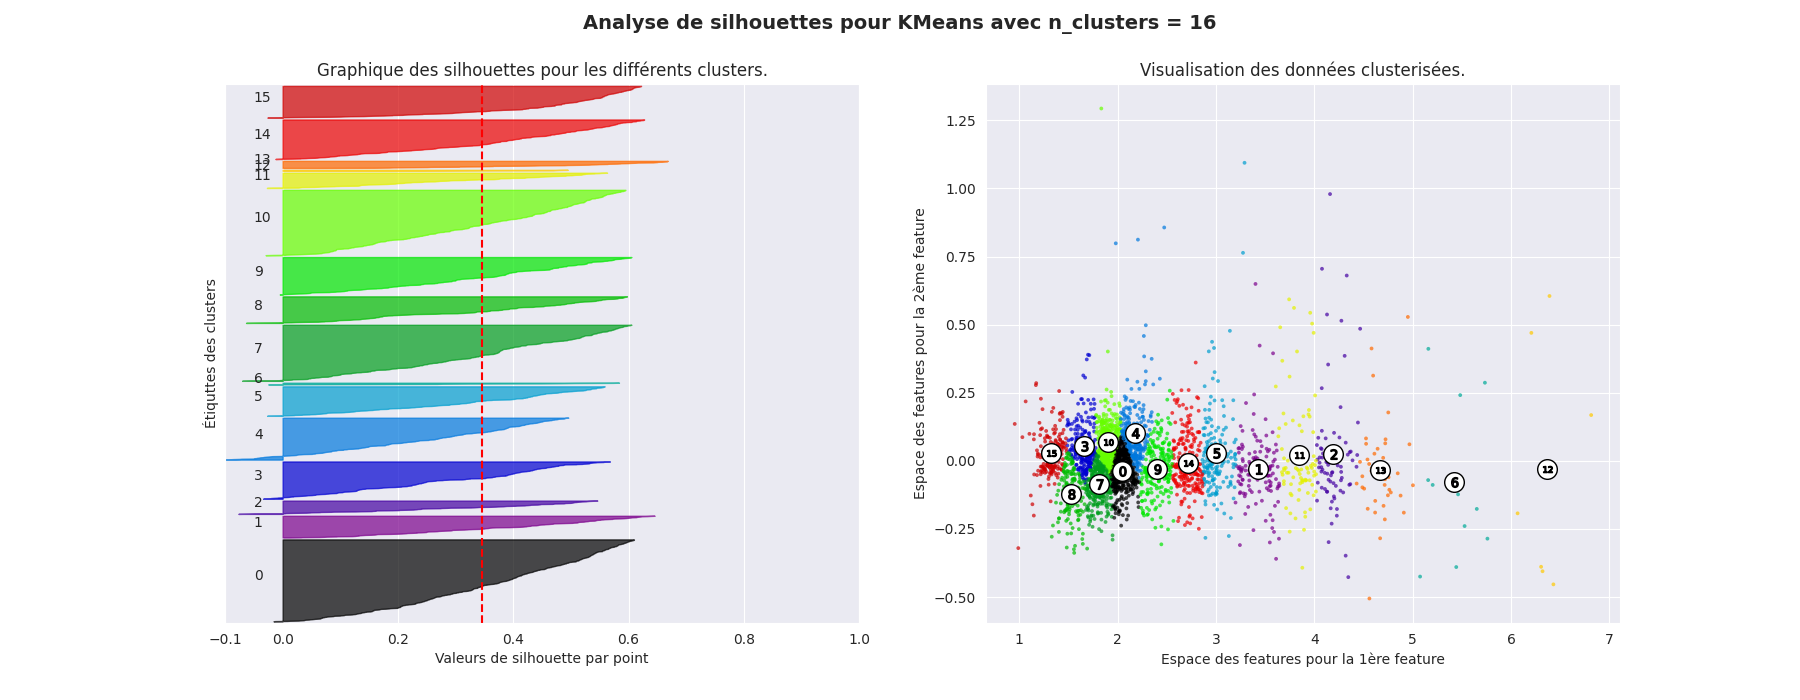 Analyse de silhouettes pour KMeans avec n_clusters = 16
Graphique des silhouettes pour les différents clusters.
15
14
13
12
11
10
9
8
7
6
5
4
3
2
1
0
Étiquttes des clusters
−0.1 0.0 0.2 0.4 0.6 0.8 1.0
Valeurs de silhouette par point
Visualisation des données clusterisées.
1.25
1.00
0.75
0.50
0.25
0.00
−0.25
−0.50
Espace des features pour la 2ème feature
15 3 10 4 8 7 0 9 14 5 1 11 2 13 6 12
1 2 3 4 5 6 7
Espace des features pour la 1ère feature